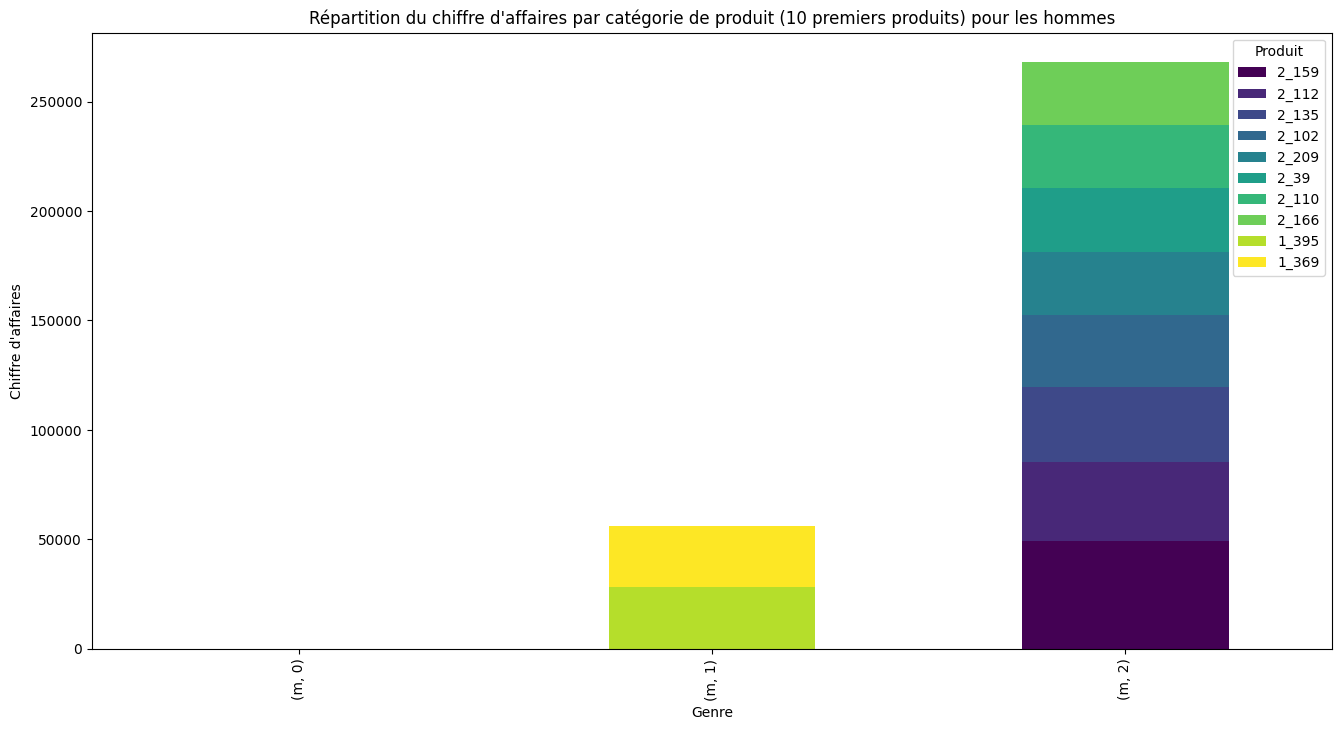 Répartition du chiffre d'affaires par catégorie de produit (10 premiers produits) pour les hommes
Chiffre d'affaires
250000
200000
150000
100000
50000
0
Produit
2_159
2_112
2_135
2_102
2_209
2_39
2_110
2_166
1_395
1_369
(m, 0)
(m, 1)
(m, 2)
Genre